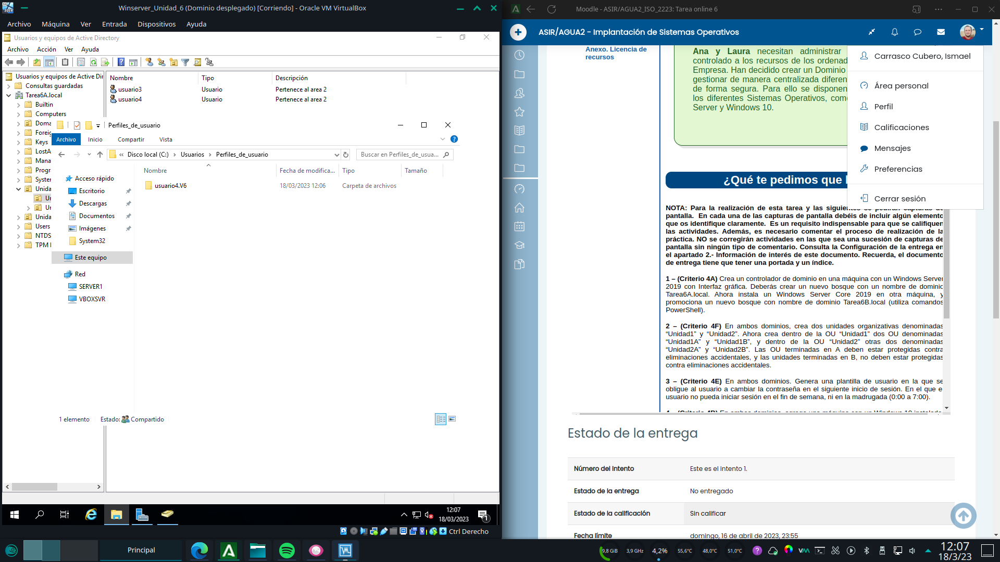 Winserver_Unidad_6 (Dominio desplegado) [Corriendo] - Oracle VM VirtualBox
Archivo Máquina Ver Entrada Dispositivos Ayuda
Usuarios y equipos de Active Directory
Archivo Acción Ver Ayuda
Usuarios y equipos de Active Dir
Consultas guardadas
Tarea6A.local
Builtin
Computers
Doma
Foreig
Keys
LostA
Mana
Progr
Syster
Unida
Ur
Ur
Unida
Users
NTDS
TPM
Nombre Tipo Descripción
usuario3 Usuario Pertenece al area 2
usuario4 Usuario Pertenece al area 2
Perfiles_de_usuario
Archivo Inicio Compartir Vista
« Disco local (C:) › Usuarios › Perfiles_de_usuario
Buscar en Perfiles_de_usua...
Nombre Fecha de modifica... Tipo Tamaño
usuario4.V6 18/03/2023 12:06 Carpeta de archivos
Acceso rápido
Escritorio
Descargas
Documentos
Imágenes
System32
Este equipo
Red
SERVER1
VBOXSVR
1 elemento Estado: Compartido
12:07
18/03/2023
1
Ctrl Derecho
Moodle - ASIR/AGUA2_ISO_2223: Tarea online 6
ASIR/AGUA2 - Implantación de Sistemas Operativos
Anexo. Licencia de
recursos
Ana y Laura necesitan administrar
controlado a los recursos de los ordenad
Empresa. Han decidido crear un Dominio
gestionar de manera centralizada diferen
de forma segura. Para ello se disponen
los diferentes Sistemas Operativos, como
Server y Windows 10.
Carrasco Cubero, Ismael
Área personal
Perfil
Calificaciones
Mensajes
Preferencias
Cerrar sesión
¿Qué te pedimos que
NOTA: Para la realización de esta tarea y las siguientes se pedirán capturas de
pantalla. En cada una de las capturas de pantalla debéis de incluir algún elemento
que os identifique claramente. Es un requisito indispensable para que se califiquen
las actividades. Además, es necesario comentar el proceso de realización de la
práctica. NO se corregirán actividades en las que sea una sucesión de capturas de
pantalla sin ningún tipo de comentario. Consulta la Configuración de la entrega en
el apartado 2.- Información de interés de este documento. Recuerda, el documento
de entrega tiene que tener una portada y un índice.
1 – (Criterio 4A) Crea un controlador de dominio en una máquina con un Windows Server
2019 con Interfaz gráfica. Deberás crear un nuevo bosque con un nombre de dominio
Tarea6A.local. Ahora instala un Windows Server Core 2019 en otra máquina, y
promociona un nuevo bosque con nombre de dominio Tarea6B.local (utiliza comandos
PowerShell).
2 – (Criterio 4F) En ambos dominios, crea dos unidades organizativas denominadas
“Unidad1” y “Unidad2”. Ahora crea dentro de la OU “Unidad1” dos OU denominadas
“Unidad1A” y “Unidad1B”, y dentro de la OU “Unidad2” otras dos denominadas
“Unidad2A” y “Unidad2B”. Las OU terminadas en A deben estar protegidas contra
eliminaciones accidentales, y las unidades terminadas en B, no deben estar protegidas
contra eliminaciones accidentales.
3 – (Criterio 4E) En ambos dominios. Genera una plantilla de usuario en la que se
obligue al usuario a cambiar la contraseña en el siguiente inicio de sesión. En el que e
usuario no pueda iniciar sesión en el fin de semana, ni en la madrugada (0:00 a 7:00).
Estado de la entrega
Número del Intento Este es el intento 1.
Estado de la entrega No entregado
Estado de la calificación Sin calificar
Fecha límite domingo, 16 de abril de 2023, 23:55
Principal
9,8 GiB 3,9 GHz 4,2% 55,6°C 48,0°C 51,0°C
12:07
18/3/23